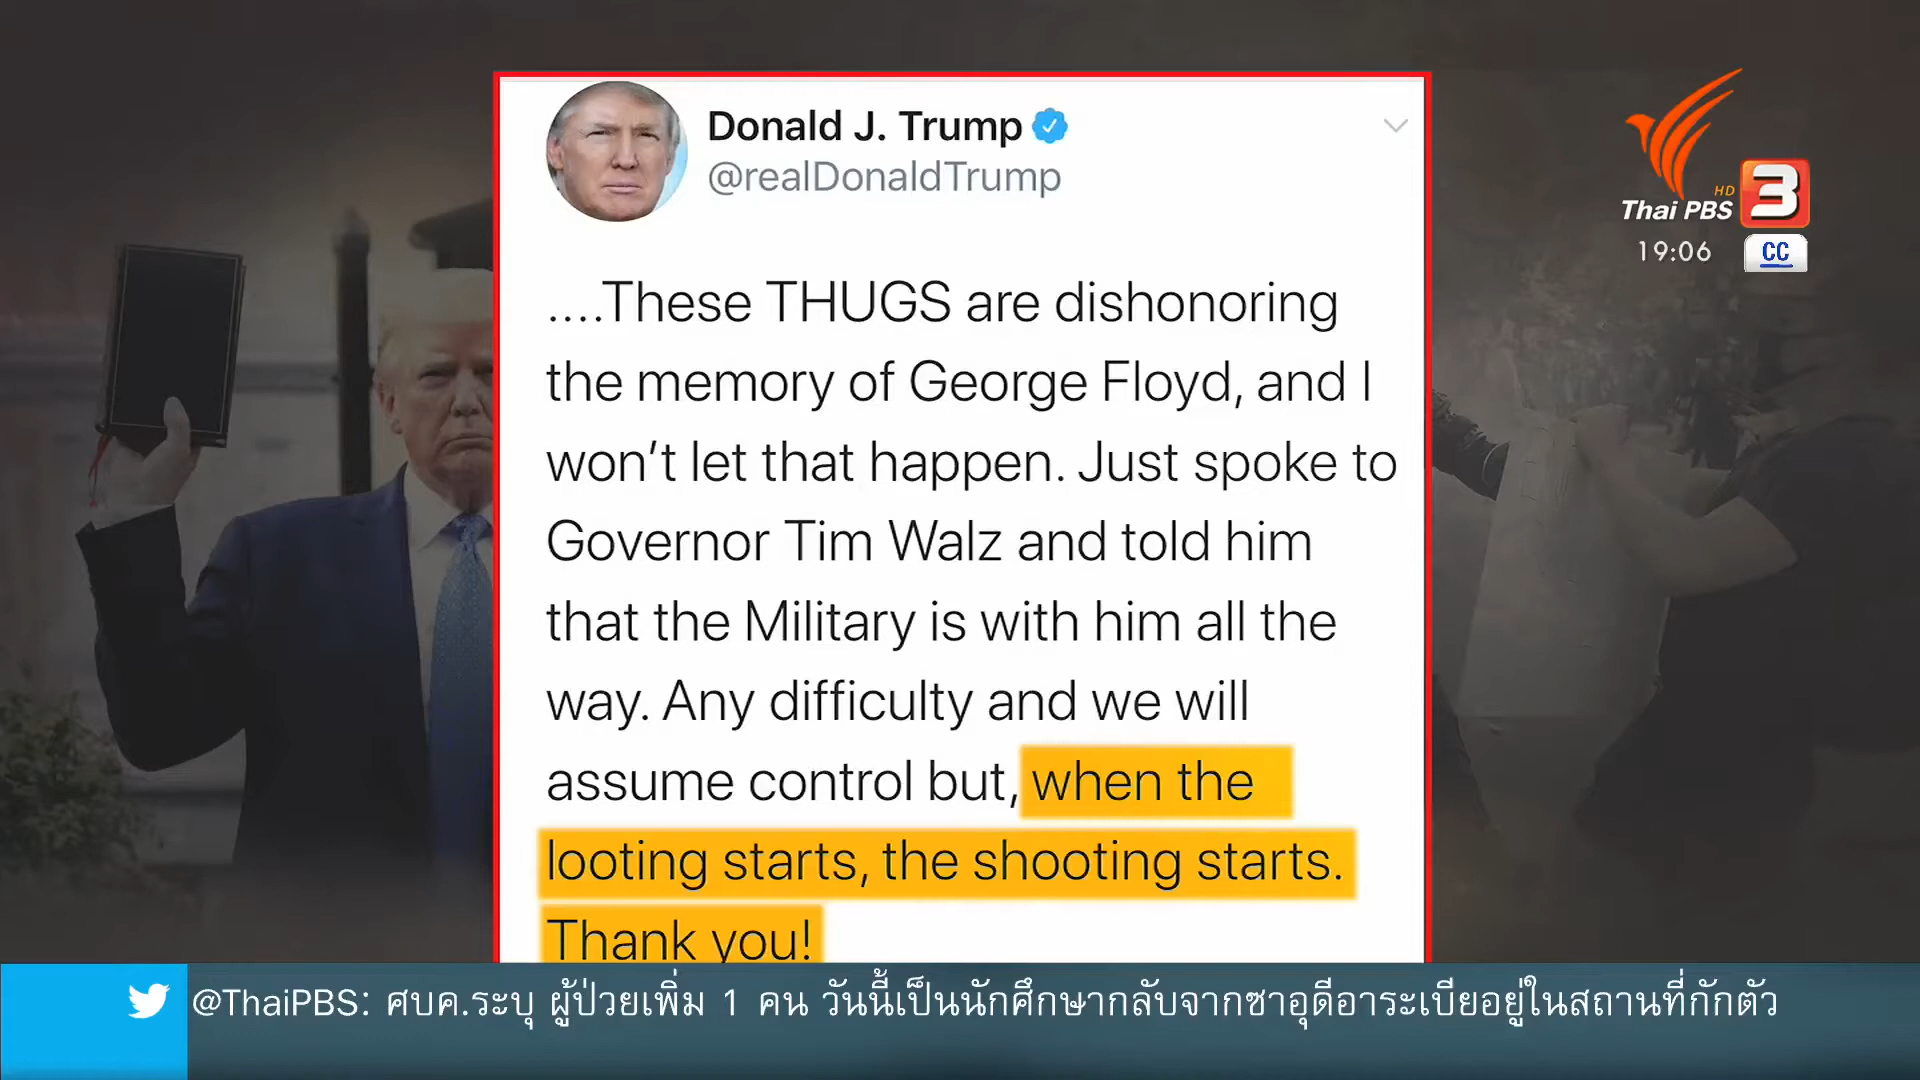 Donald J. Trump
@realDonaldTrump
....These THUGS are dishonoring
the memory of George Floyd, and I
won't let that happen. Just spoke to
Governor Tim Walz and told him
that the Military is with him all the
way. Any difficulty and we will
assume control but, when the
looting starts, the shooting starts.
Thank you!
HD
Thai PBS 3
19:06 CC
@ThaiPBS: ศบค.ระบุ ผู้ป่วยเพิ่ม 1 คน วันนี้เป็นนักศึกษากลับจากซาอุดีอาระเบียอยู่ในสถานที่กักตัว